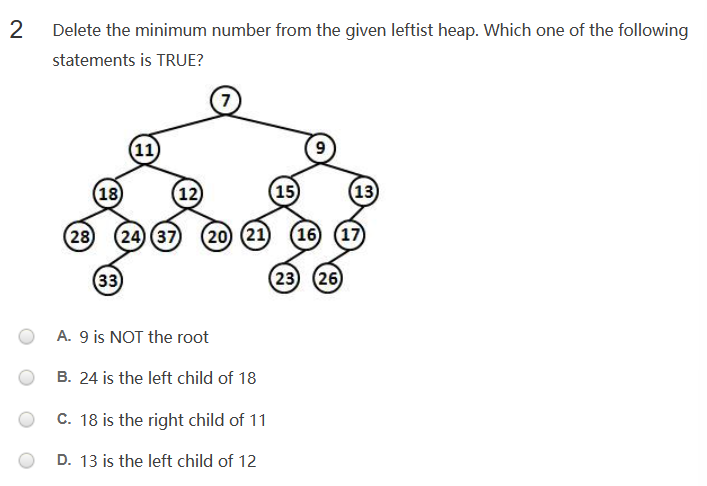 2 Delete the minimum number from the given leftist heap. Which one of the following
statements is TRUE?
7
11 9
18 12 15 13
28 24 37 20 21 16 17
33 23 26
A. 9 is NOT the root
B. 24 is the left child of 18
C. 18 is the right child of 11
D. 13 is the left child of 12